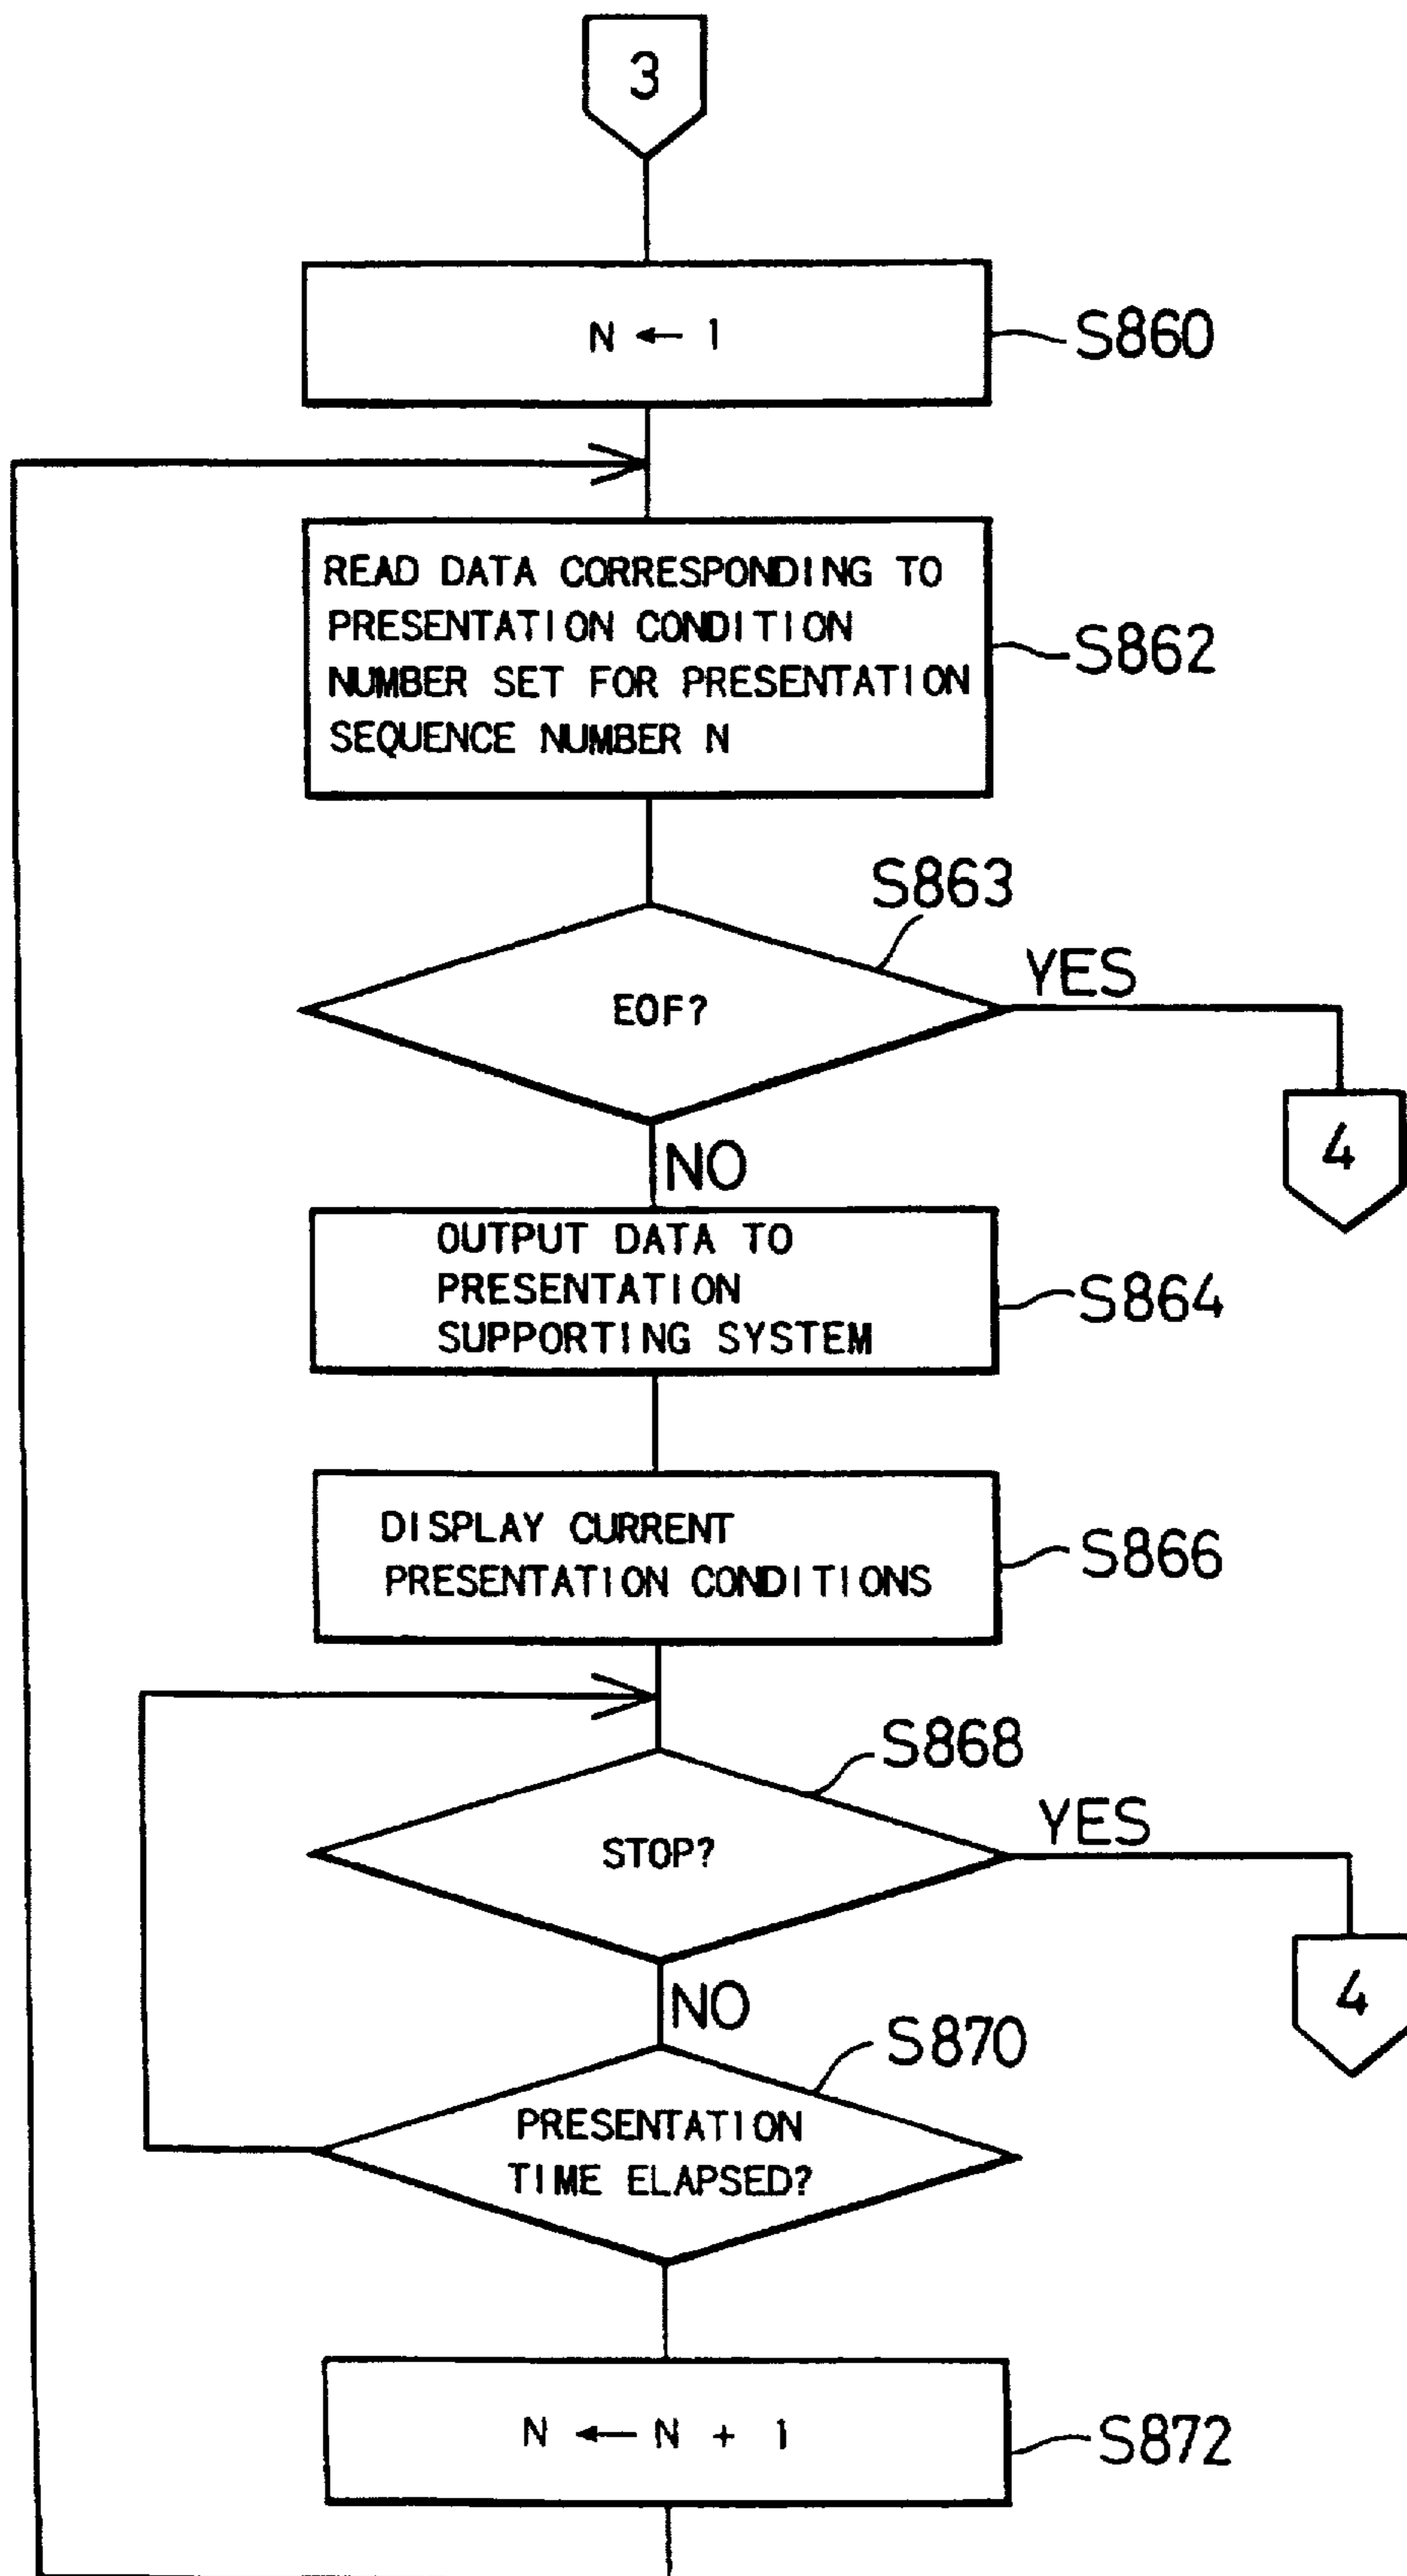 3
N ← 1
S860
READ DATA CORRESPONDING TO
PRESENTATION CONDITION
NUMBER SET FOR PRESENTATION
SEQUENCE NUMBER N
S862
S863
EOF?
YES
4
NO
OUTPUT DATA TO
PRESENTATION
SUPPORTING SYSTEM
S864
DISPLAY CURRENT
PRESENTATION CONDITIONS
S866
S868
STOP?
YES
4
NO
S870
PRESENTATION
TIME ELAPSED?
N ← N + 1
S872